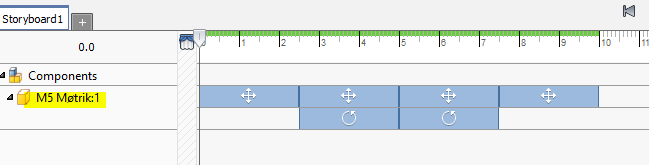 Storyboard1
0.0
1 2 3 4 5 6 7 8 9 10 11
Components
M5 Møtrik:1